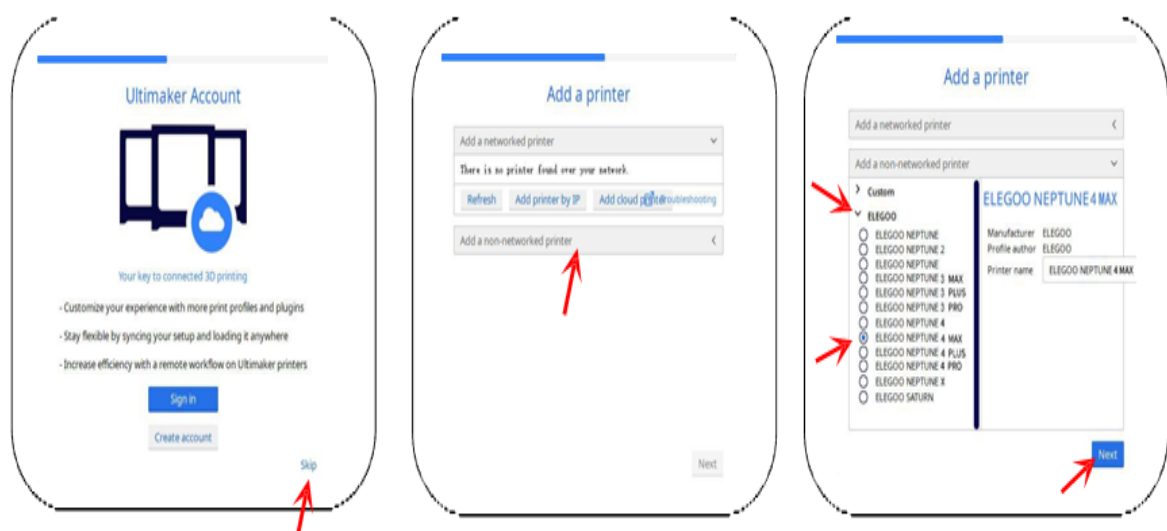 Ultimaker Account
Your key to connected 3D printing
- Customize your experience with more print profiles and plugins
- Stay flexible by syncing your setup and loading it anywhere
- Increase efficiency with a remote workflow on Ultimaker printers
Sign in
Create account
Skip
Add a printer
Add a networked printer
There is no printer found over your network.
Refresh
Add printer by IP
Add cloud printer
Troubleshooting
Add a non-networked printer
Next
Add a printer
Add a networked printer
Add a non-networked printer
Custom
ELEGOO
ELEGOO NEPTUNE
ELEGOO NEPTUNE 2
ELEGOO NEPTUNE
ELEGOO NEPTUNE 3 MAX
ELEGOO NEPTUNE 3 PLUS
ELEGOO NEPTUNE 3 PRO
ELEGOO NEPTUNE 4
ELEGOO NEPTUNE 4 MAX
ELEGOO NEPTUNE 4 PLUS
ELEGOO NEPTUNE 4 PRO
ELEGOO NEPTUNE X
ELEGOO SATURN
ELEGOO NEPTUNE 4 MAX
Manufacturer ELEGOO
Profile author ELEGOO
Printer name ELEGOO NEPTUNE 4 MAX
Next